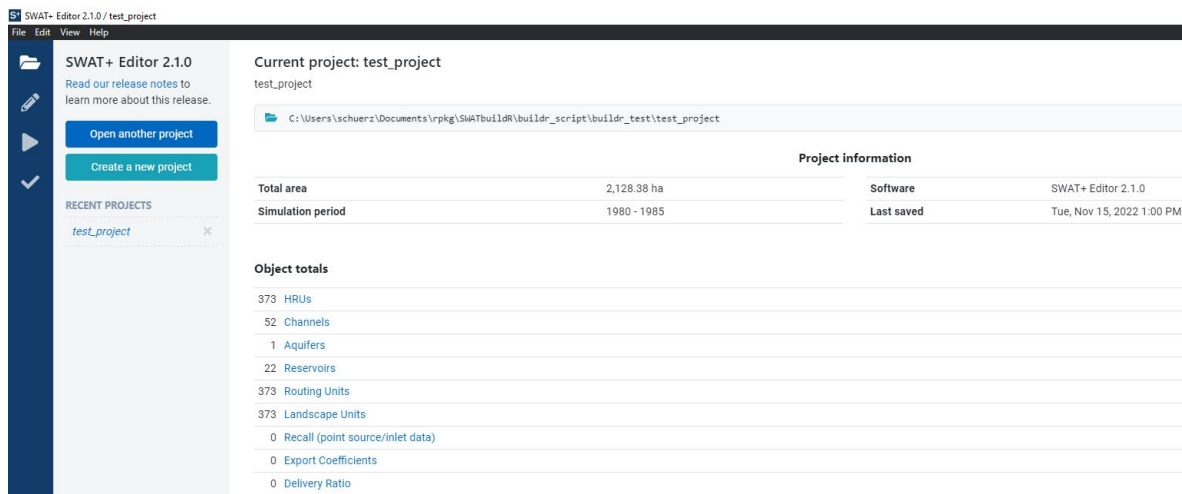 S+ SWAT+ Editor 2.1.0 / test_project
File Edit View Help
SWAT+ Editor 2.1.0
Read our release notes to
learn more about this release.
Open another project
Create a new project
RECENT PROJECTS
test_project ×
Current project: test_project
test_project
C:\Users\schuerz\Documents\rpkg\SWATbuildR\buildr_script\buildr_test\test_project
Project information
Total area 2,128.38 ha Software SWAT+ Editor 2.1.0
Simulation period 1980 - 1985 Last saved Tue, Nov 15, 2022 1:00 PM
Object totals
373 HRUs
52 Channels
1 Aquifers
22 Reservoirs
373 Routing Units
373 Landscape Units
0 Recall (point source/inlet data)
0 Export Coefficients
0 Delivery Ratio